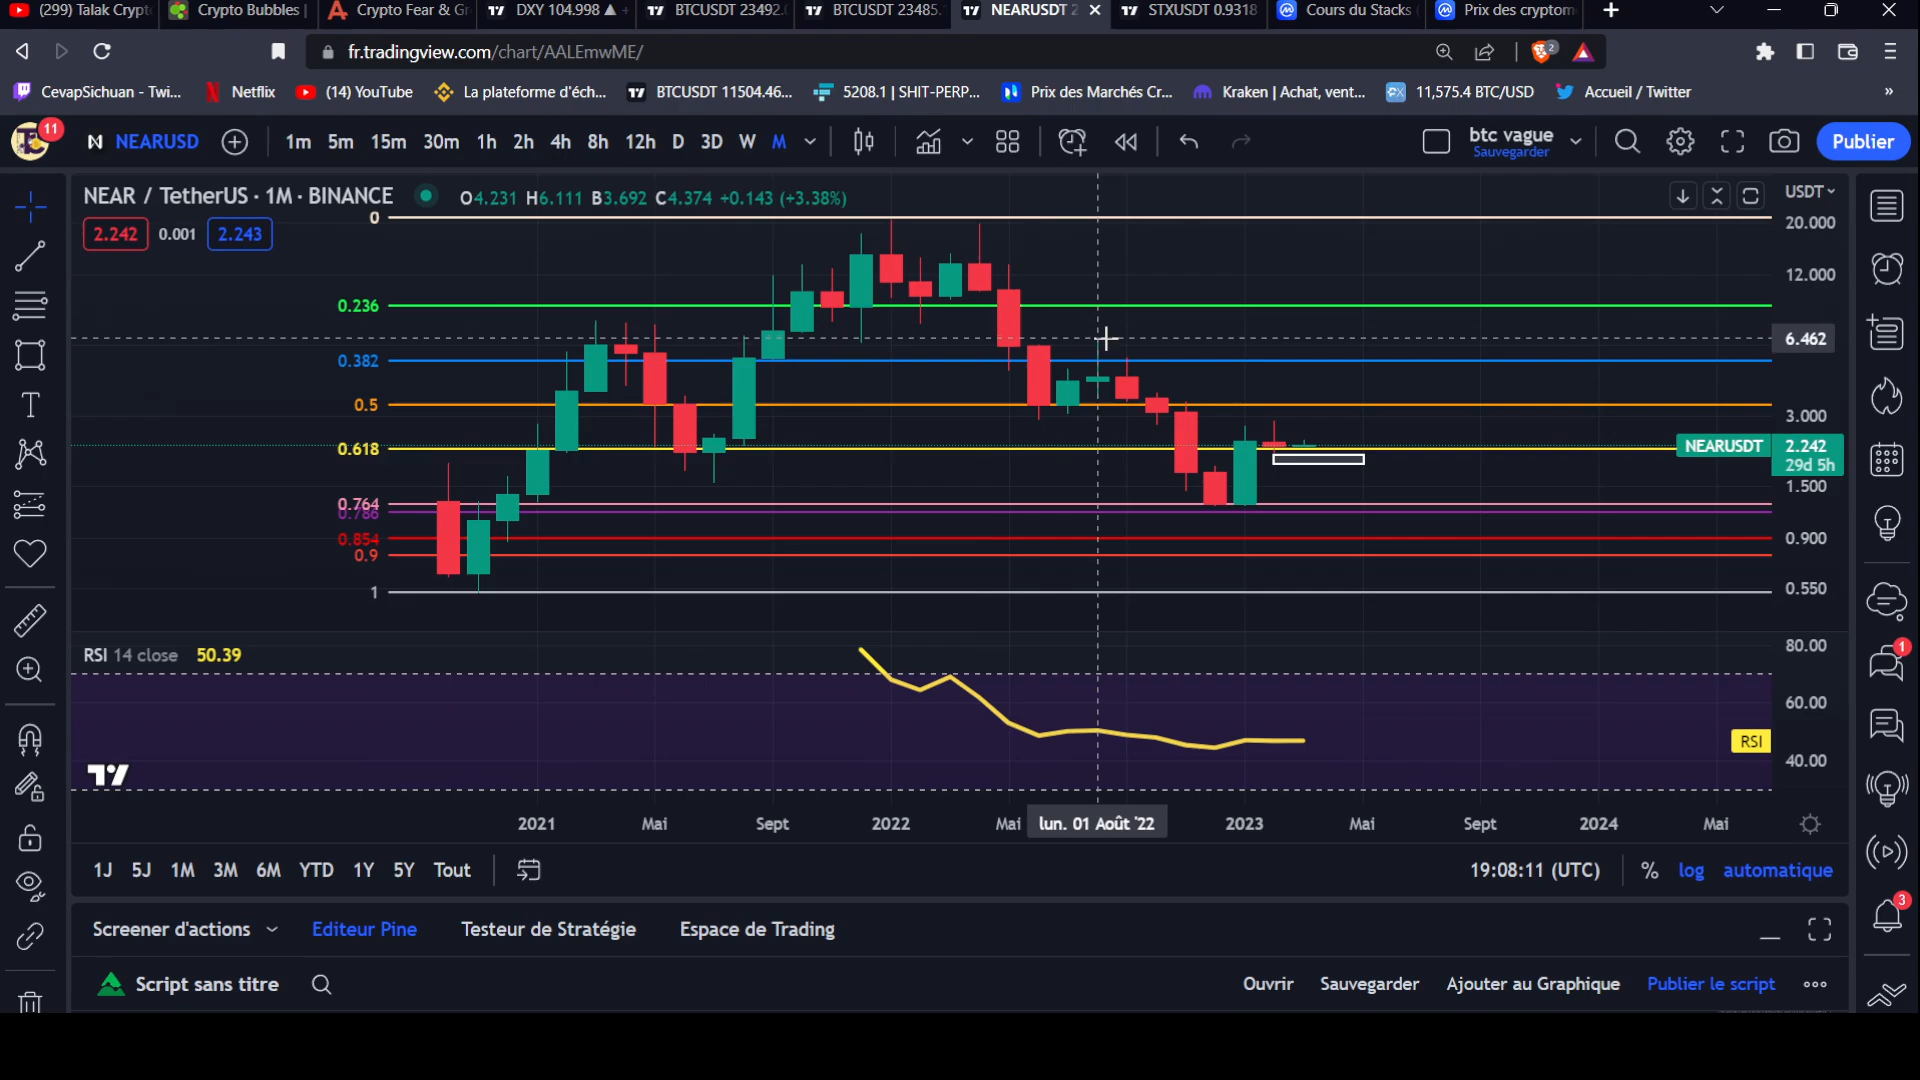 (299) Talak Crypt
Crypto Bubbles |
Crypto Fear & Gr
DXY 104.998 ▲ +
BTCUSDT 23492.
BTCUSDT 23485.
NEARUSDT 2
STXUSDT 0.9318
Cours du Stacks (
Prix des cryptom
fr.tradingview.com/chart/AALEmwME/
2
CevapSichuan - Twi...
Netflix
(14) YouTube
La plateforme d'éch...
BTCUSDT 11504.46...
5208.1 | SHIT-PERP...
Prix des Marchés Cr...
Kraken | Achat, vent...
11,575.4 BTC/USD
Accueil / Twitter
»
11
NEARUSD
1m 5m 15m 30m 1h 2h 4h 8h 12h D 3D W M
btc vague
Sauvegarder
Publier
NEAR / TetherUS · 1M · BINANCE
O4.231 H6.111 B3.692 C4.374 +0.143 (+3.38%)
USDT
2.242 0.001 2.243
0
0.236
0.382
0.5
0.618
0.764
0.786
0.854
0.9
1
20.000
12.000
6.462
3.000
NEARUSDT 2.242
29d 5h
1.500
0.900
0.550
RSI 14 close 50.39
80.00
60.00
RSI
40.00
2021 Mai Sept 2022 Mai lun. 01 Août '22 2023 Mai Sept 2024 Mai
1J 5J 1M 3M 6M YTD 1Y 5Y Tout
19:08:11 (UTC) % log automatique
1
3
Screener d'actions Editeur Pine Testeur de Stratégie Espace de Trading
Script sans titre
Ouvrir Sauvegarder Ajouter au Graphique Publier le script